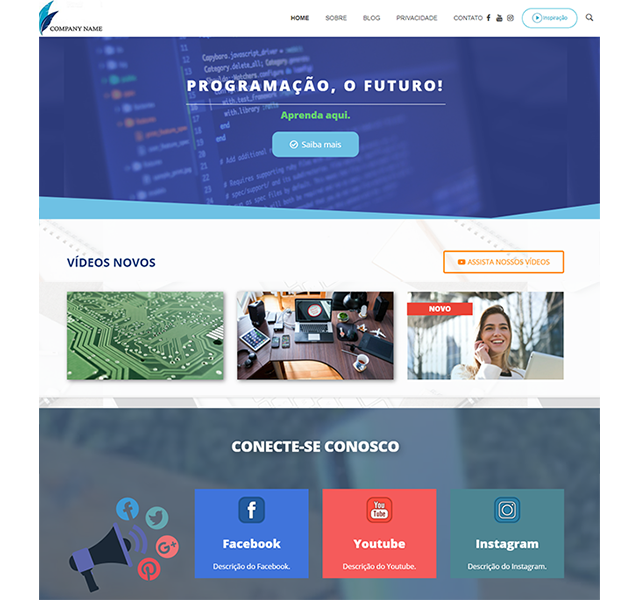 COMPANY NAME
HOME SOBRE BLOG PRIVACIDADE CONTATO Inspração
PROGRAMAÇÃO, O FUTURO!
Aprenda aqui.
Saiba mais
VÍDEOS NOVOS
ASSISTA NOSSOS VÍDEOS
NOVO
CONECTE-SE CONOSCO
You
Tube
Facebook Youtube Instagram
Descrição do Facebook. Descrição do Youtube. Descrição do Instagram.